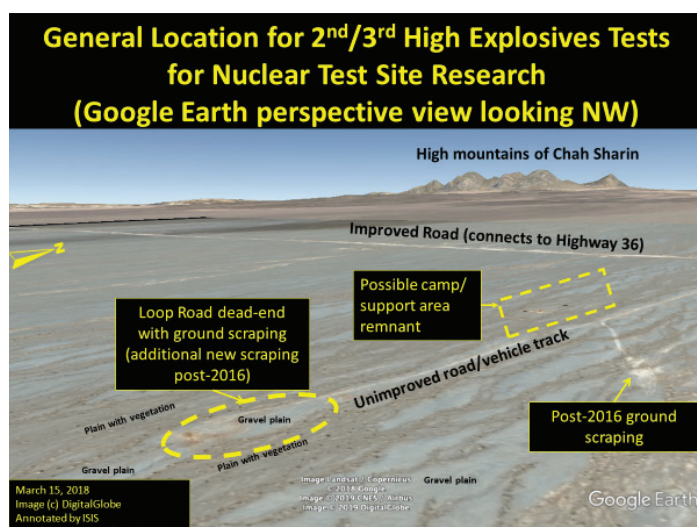 General Location for 2nd/3rd High Explosives Tests
for Nuclear Test Site Research
(Google Earth perspective view looking NW)
High mountains of Chah Sharin
Improved Road (connects to Highway 36)
N
Possible camp/
support area
remnant
Loop Road dead-end
with ground scraping
(additional new scraping
post-2016)
Unimproved road/vehicle track
Plain with vegetation
Gravel plain
Post-2016 ground
scraping
Plain with vegetation
Gravel plain
Gravel plain
March 15, 2018
Image (c) DigitalGlobe
Annotated by ISIS
Image Landsat / Copernicus
© 2018 Google
Image © 2019 CNES / Airbus
Image © 2019 DigitalGlobe
Google Earth